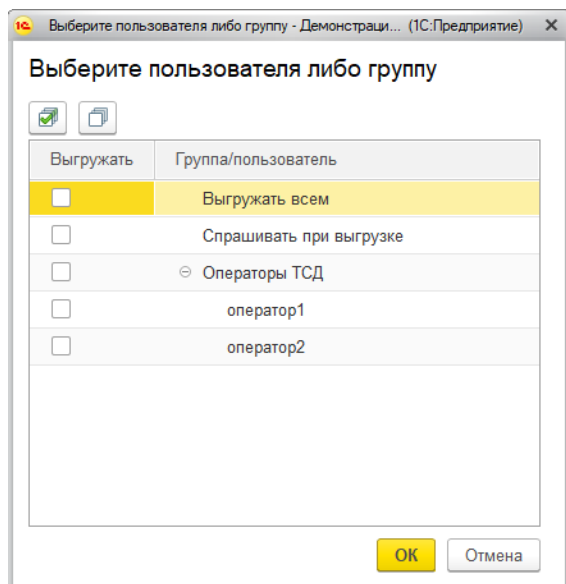 1С Выберите пользователя либо группу - Демонстраци... (1С:Предприятие)
Выберите пользователя либо группу
Выгружать Группа/пользователь
Выгружать всем
Спрашивать при выгрузке
Операторы ТСД
оператор1
оператор2
ОК Отмена